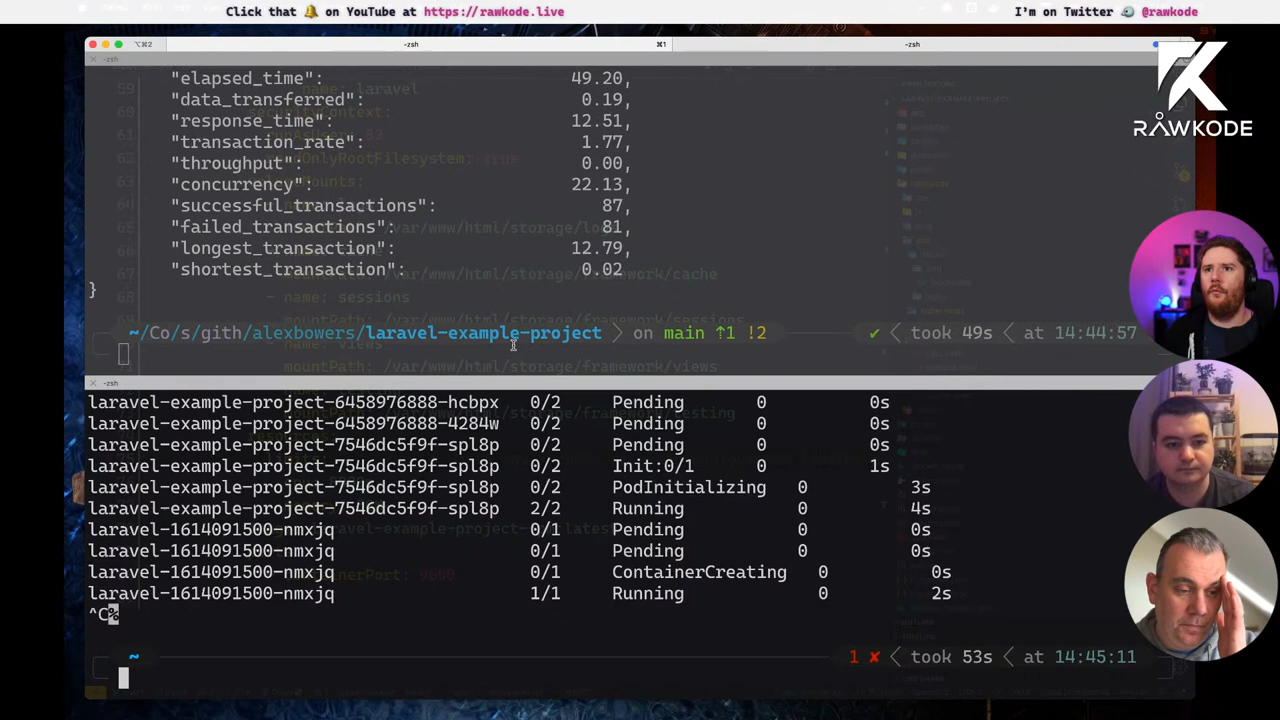 Click that 🔔 on YouTube at https://rawkode.live
I'm on Twitter @rawkode
⌥⌘2
-zsh
⌘1
-zsh
-zsh
"elapsed_time": 49.20,
"data_transferred": 0.19,
"response_time": 12.51,
"transaction_rate": 1.77,
"throughput": 0.00,
"concurrency": 22.13,
"successful_transactions": 87,
"failed_transactions": 81,
"longest_transaction": 12.79,
"shortest_transaction": 0.02
}
~/Co/s/gith/alexbowers/laravel-example-project on main ⇡1 !2 ✔ took 49s at 14:44:57
-zsh
laravel-example-project-6458976888-hcbpx 0/2 Pending 0 0s
laravel-example-project-6458976888-4284w 0/2 Pending 0 0s
laravel-example-project-7546dc5f9f-spl8p 0/2 Pending 0 0s
laravel-example-project-7546dc5f9f-spl8p 0/2 Init:0/1 0 1s
laravel-example-project-7546dc5f9f-spl8p 0/2 PodInitializing 0 3s
laravel-example-project-7546dc5f9f-spl8p 2/2 Running 0 4s
laravel-1614091500-nmxjq 0/1 Pending 0 0s
laravel-1614091500-nmxjq 0/1 Pending 0 0s
laravel-1614091500-nmxjq 0/1 ContainerCreating 0 0s
laravel-1614091500-nmxjq 1/1 Running 0 2s
^C%
~ 1 ✘ took 53s at 14:45:11
RAWKODE